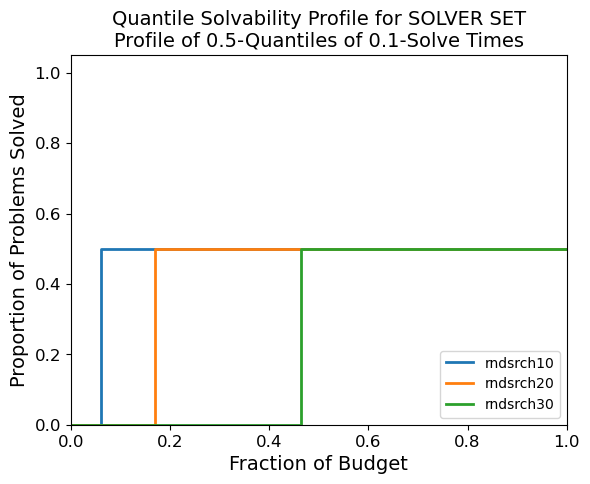 Quantile Solvability Profile for SOLVER SET
Profile of 0.5-Quantiles of 0.1-Solve Times
Proportion of Problems Solved
1.0
0.8
0.6
0.4
0.2
0.0
rndsrch10
rndsrch20
rndsrch30
0.0 0.2 0.4 0.6 0.8 1.0
Fraction of Budget